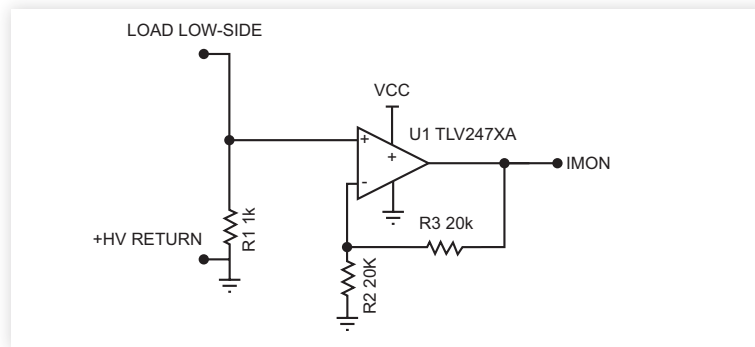 LOAD LOW-SIDE
VCC
U1 TLV247XA
+
+
-
IMON
R3 20k
+HV RETURN
R1 1k
R2 20K